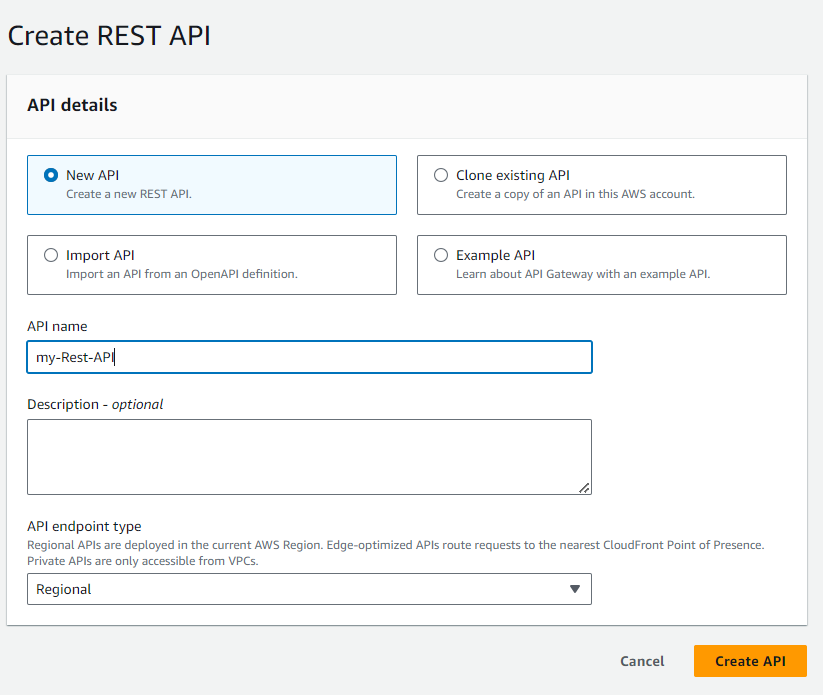 Create REST API
API details
New API
Create a new REST API.
Clone existing API
Create a copy of an API in this AWS account.
Import API
Import an API from an OpenAPI definition.
Example API
Learn about API Gateway with an example API.
API name
my-Rest-API
Description - optional
API endpoint type
Regional APIs are deployed in the current AWS Region. Edge-optimized APIs route requests to the nearest CloudFront Point of Presence.
Private APIs are only accessible from VPCs.
Regional
Cancel
Create API